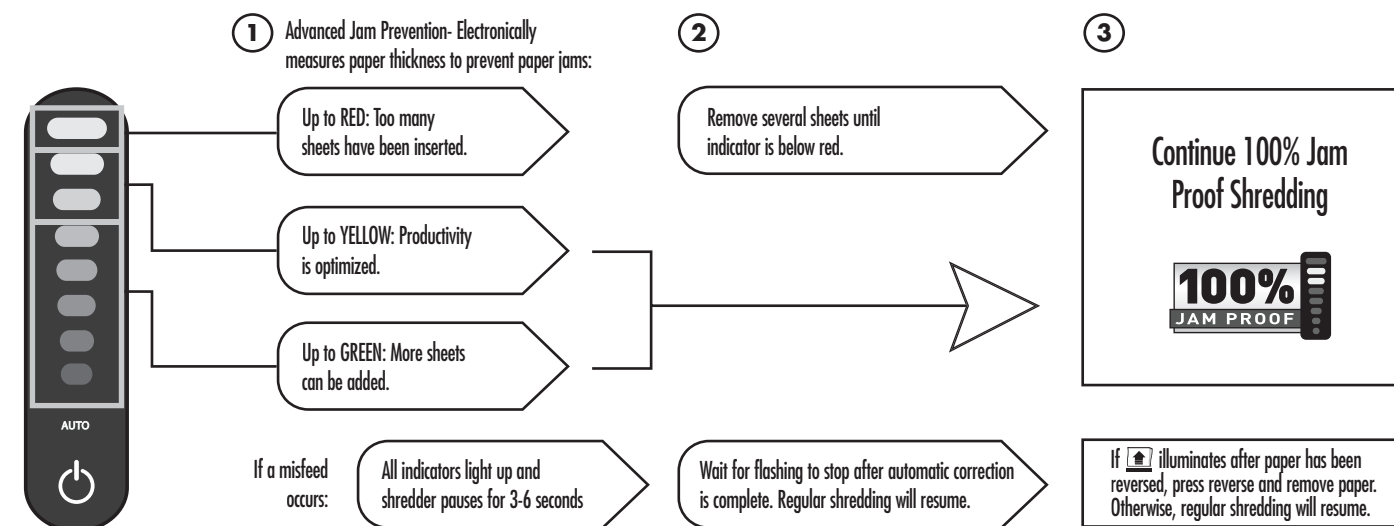 1
Advanced Jam Prevention- Electronically
measures paper thickness to prevent paper jams:
Up to RED: Too many
sheets have been inserted.
Up to YELLOW: Productivity
is optimized.
Up to GREEN: More sheets
can be added.
2
Remove several sheets until
indicator is below red.
3
Continue 100% Jam
Proof Shredding
100%
JAM PROOF
AUTO
If a misfeed
occurs:
All indicators light up and
shredder pauses for 3-6 seconds
Wait for flashing to stop after automatic correction
is complete. Regular shredding will resume.
If illuminates after paper has been
reversed, press reverse and remove paper.
Otherwise, regular shredding will resume.